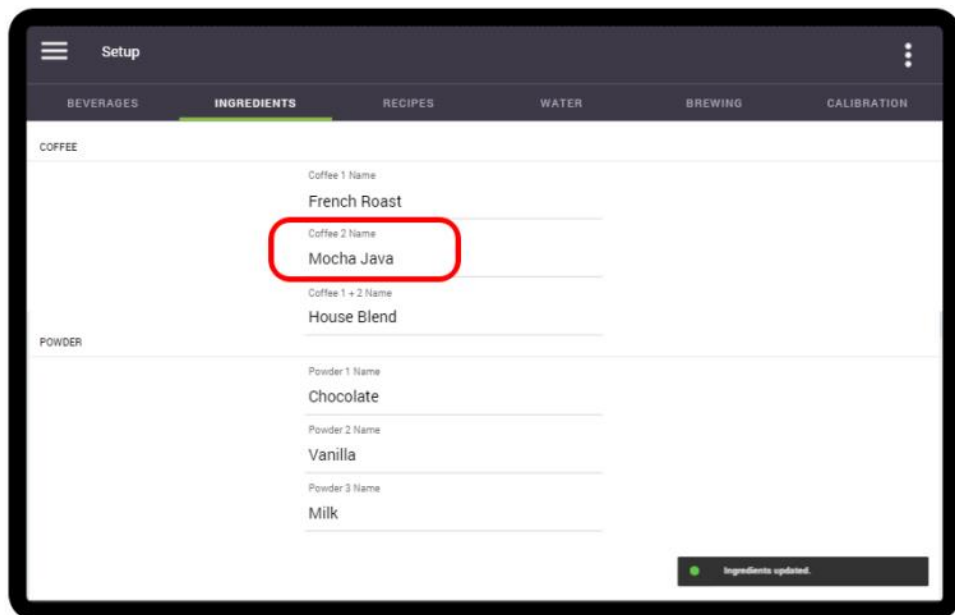 Setup
BEVERAGES INGREDIENTS RECIPES WATER BREWING CALIBRATION
COFFEE
Coffee 1 Name
French Roast
Coffee 2 Name
Mocha Java
Coffee 1 + 2 Name
House Blend
POWDER
Powder 1 Name
Chocolate
Powder 2 Name
Vanilla
Powder 3 Name
Milk
Ingredients updated.